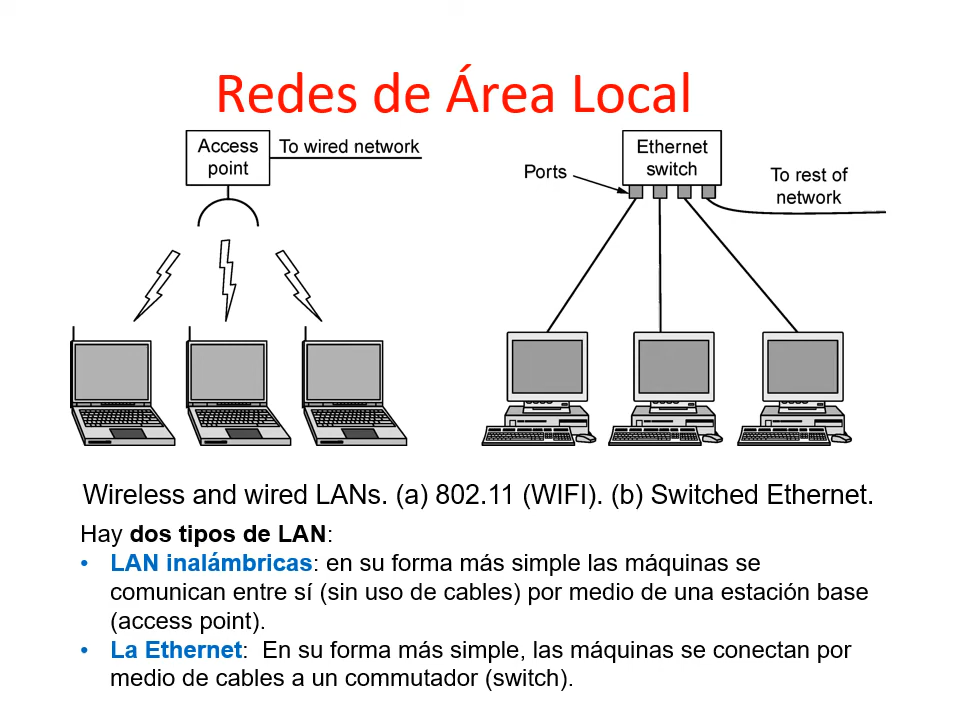 Redes de Área Local
Access
point
To wired network
Ethernet
switch
Ports
To rest of
network
Wireless and wired LANs. (a) 802.11 (WIFI). (b) Switched Ethernet.
Hay dos tipos de LAN:
• LAN inalámbricas: en su forma más simple las máquinas se
comunican entre sí (sin uso de cables) por medio de una estación base
(access point).
• La Ethernet:  En su forma más simple, las máquinas se conectan por
medio de cables a un commutador (switch).